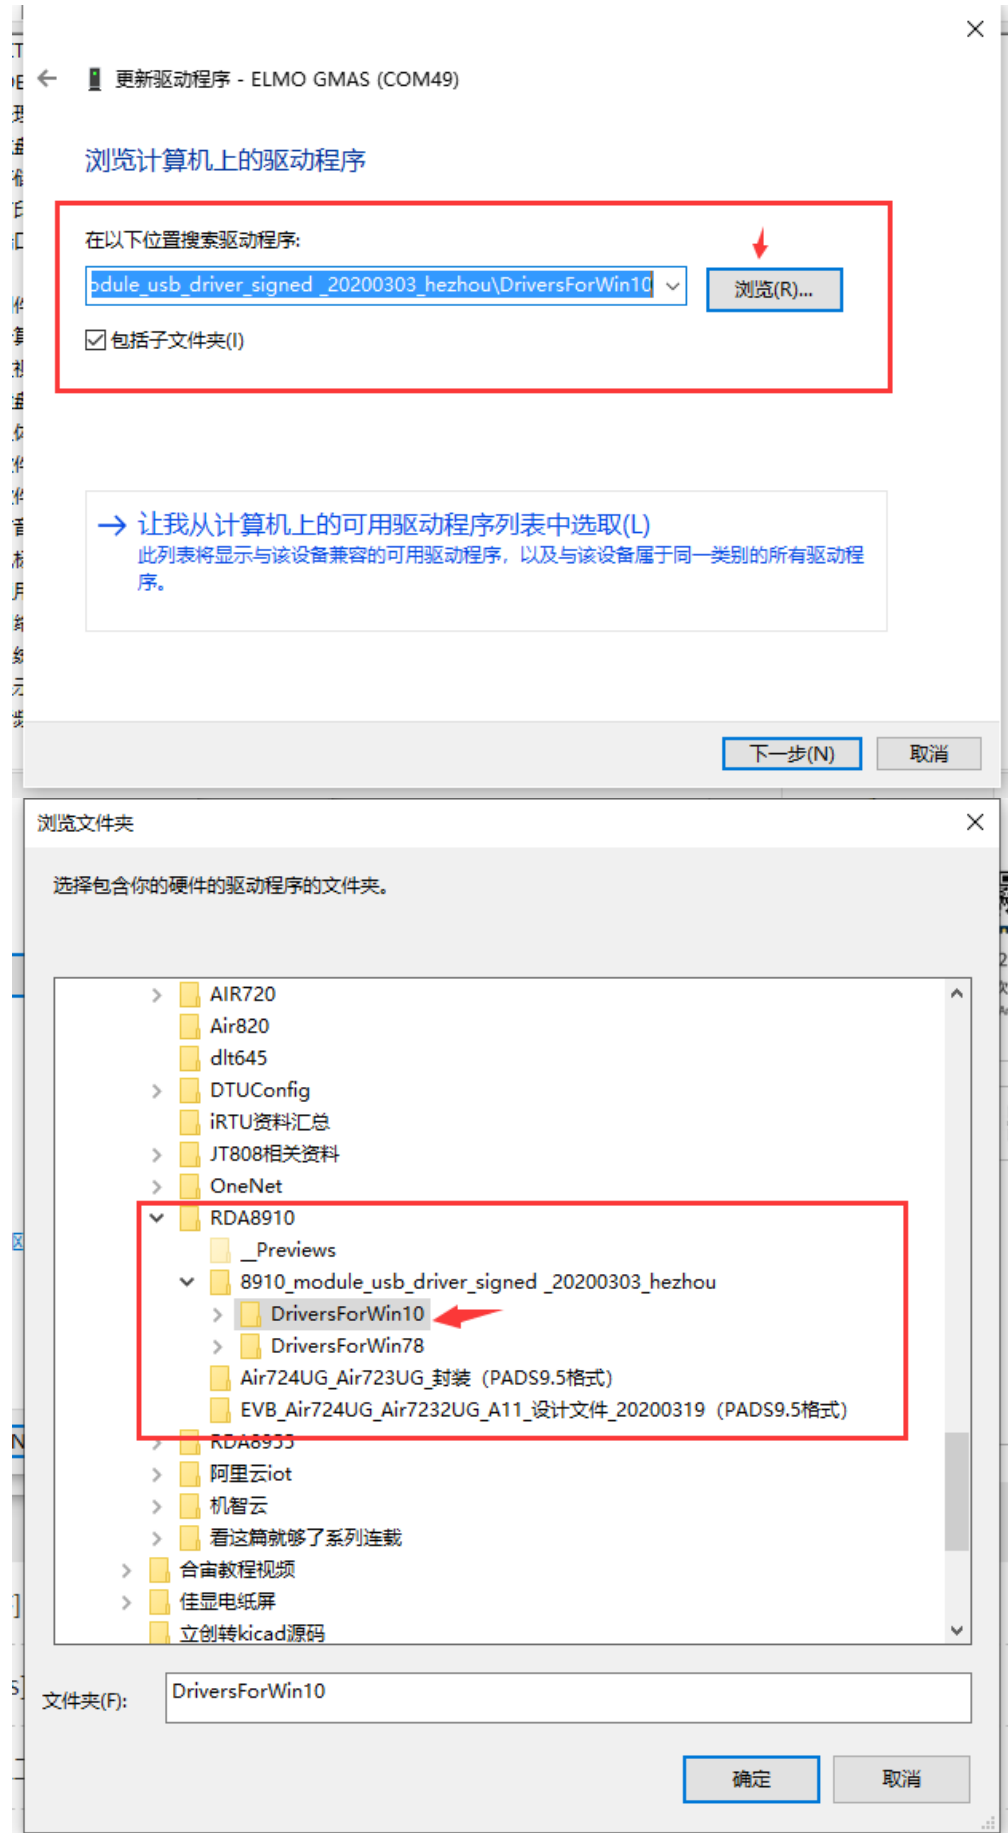 更新驱动程序 - ELMO GMAS (COM49)
浏览计算机上的驱动程序
在以下位置搜索驱动程序:
odule_usb_driver_signed _20200303_hezhou\DriversForWin10
浏览(R)...
包括子文件夹(I)
让我从计算机上的可用驱动程序列表中选取(L)
此列表将显示与该设备兼容的可用驱动程序，以及与该设备属于同一类别的所有驱动程
序。
下一步(N)
取消
浏览文件夹
选择包含你的硬件的驱动程序的文件夹。
AIR720
Air820
dlt645
DTUConfig
iRTU资料汇总
JT808相关资料
OneNet
RDA8910
__Previews
8910_module_usb_driver_signed _20200303_hezhou
DriversForWin10
DriversForWin78
Air724UG_Air723UG_封装（PADS9.5格式）
EVB_Air724UG_Air7232UG_A11_设计文件_20200319（PADS9.5格式）
RDA8955
阿里云iot
机智云
看这篇就够了系列连载
合宙教程视频
佳显电纸屏
立创转kicad源码
文件夹(F):
DriversForWin10
确定
取消